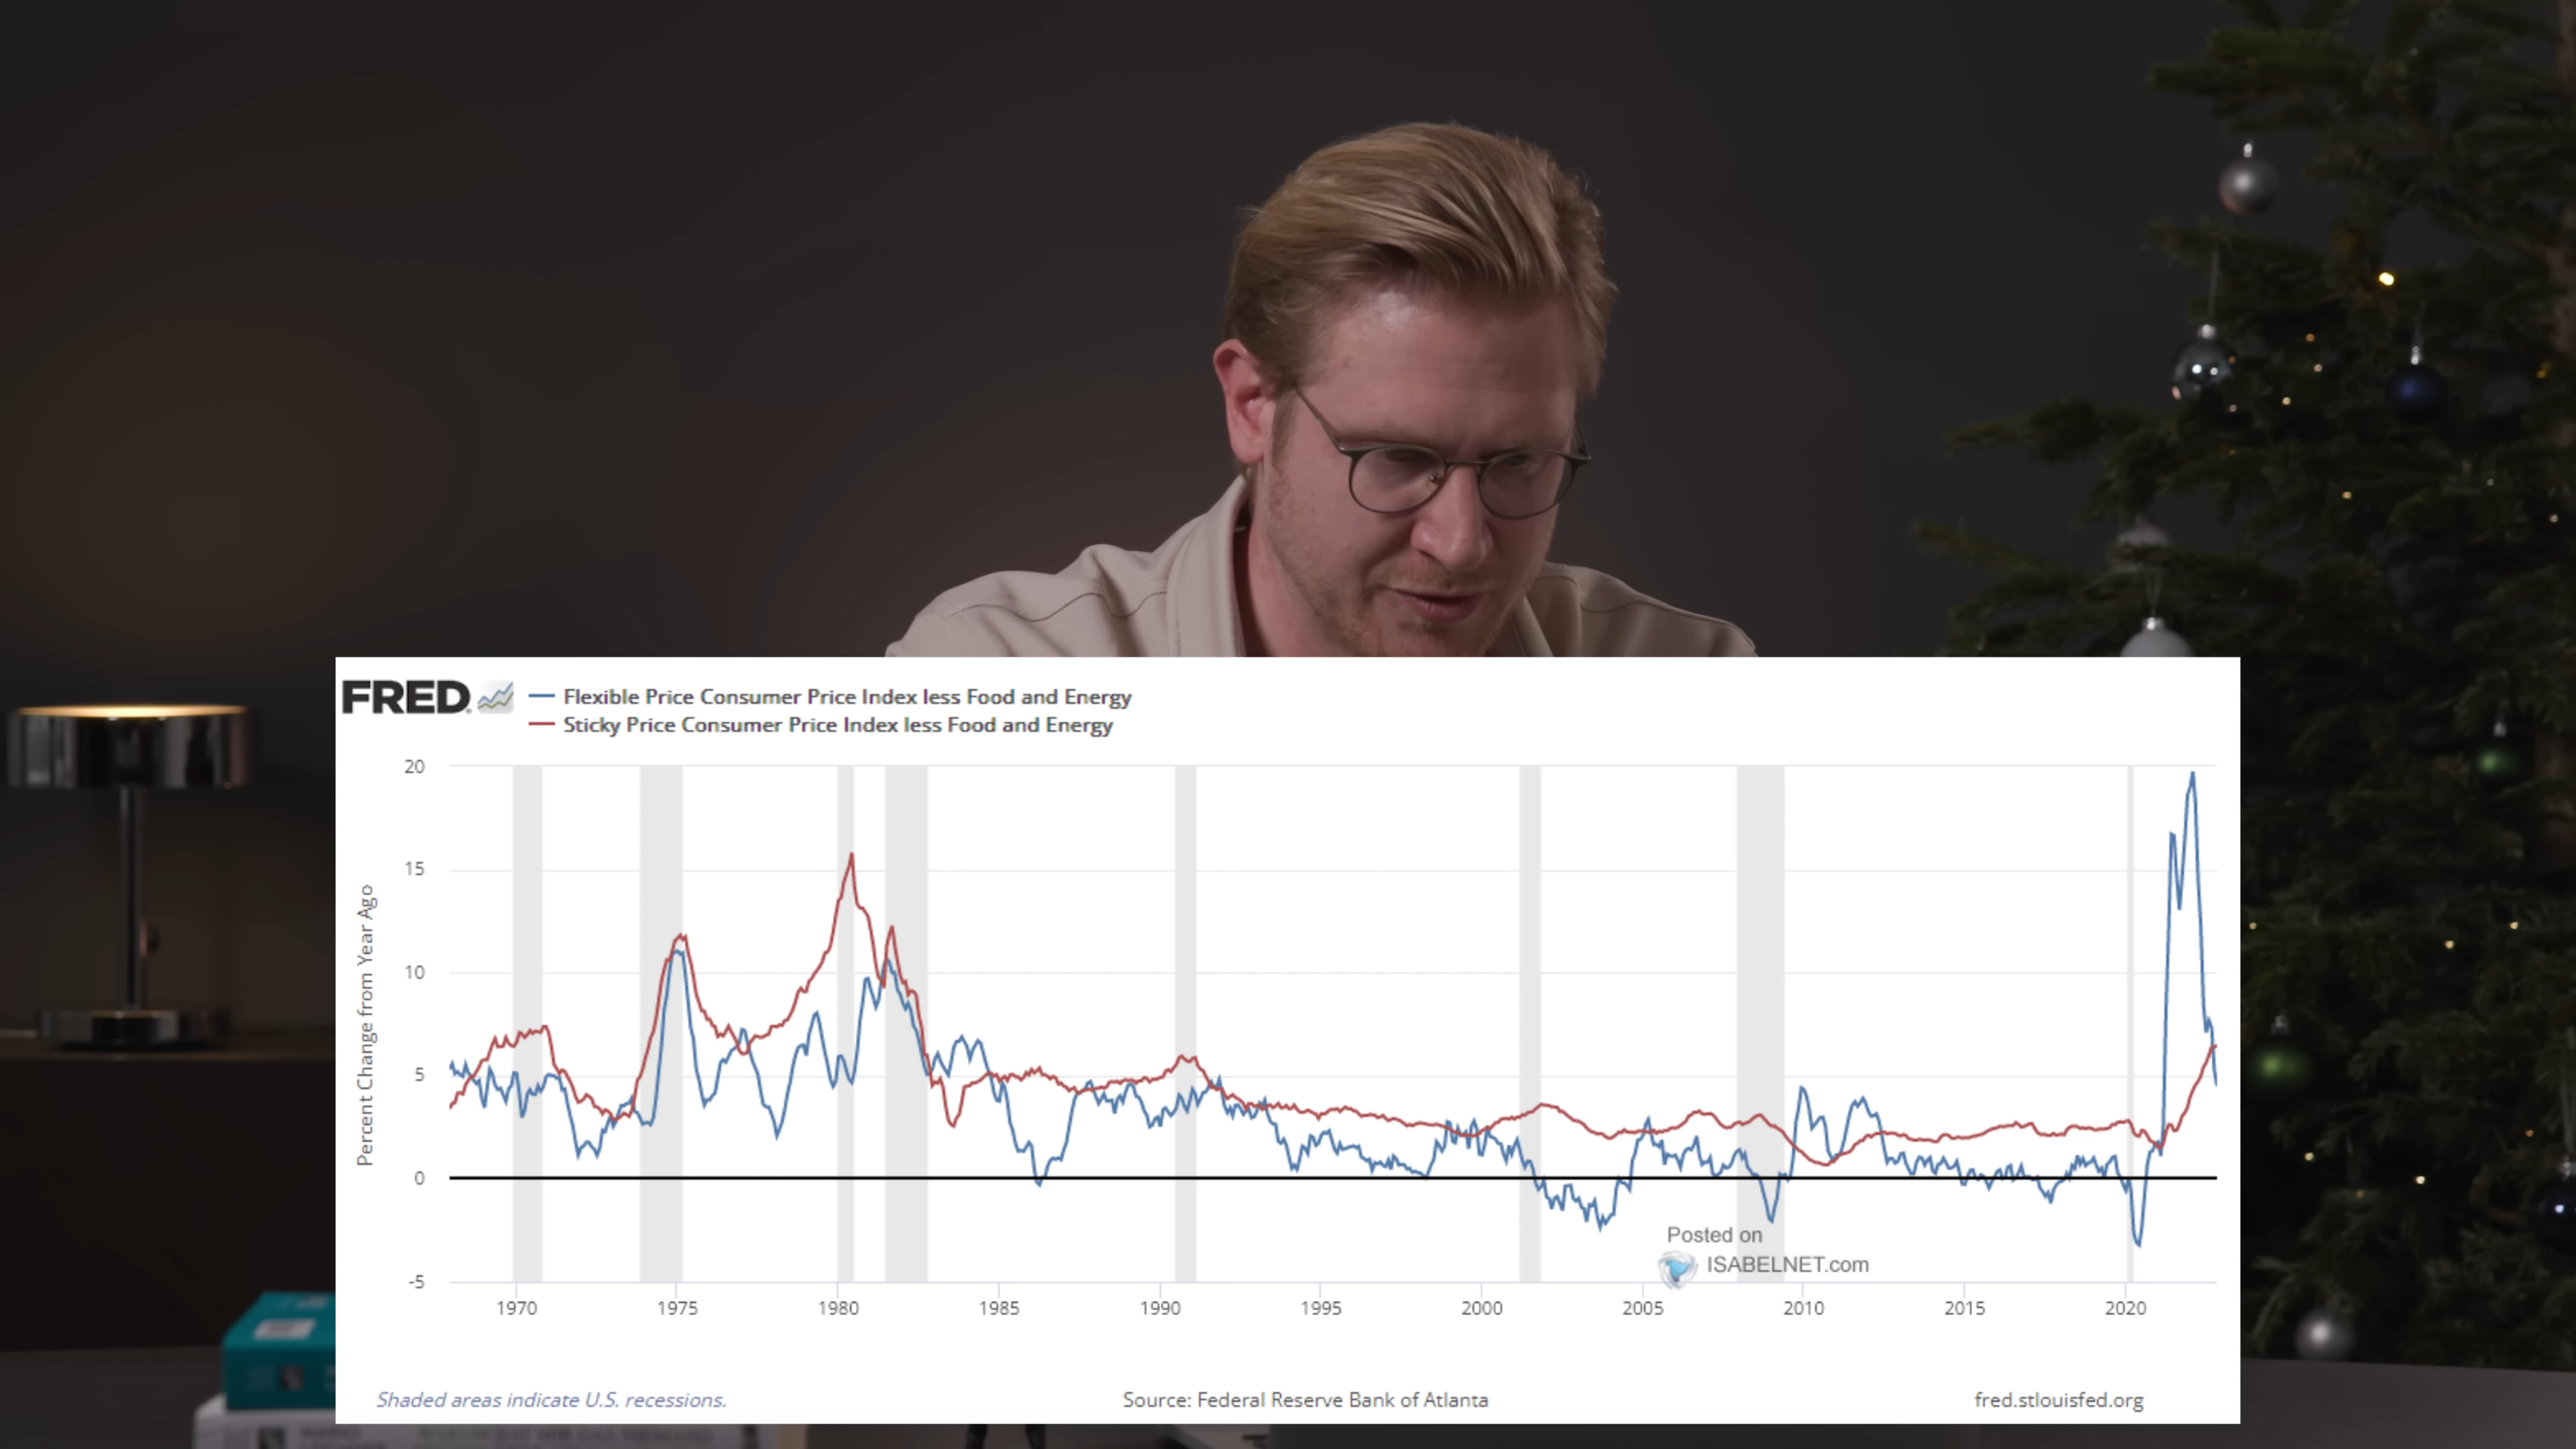 FRED
Flexible Price Consumer Price Index less Food and Energy
Sticky Price Consumer Price Index less Food and Energy
Percent Change from Year Ago
20
15
10
5
0
-5
1970 1975 1980 1985 1990 1995 2000 2005 2010 2015 2020
Posted on
ISABELNET.com
Shaded areas indicate U.S. recessions.
Source: Federal Reserve Bank of Atlanta
fred.stlouisfed.org